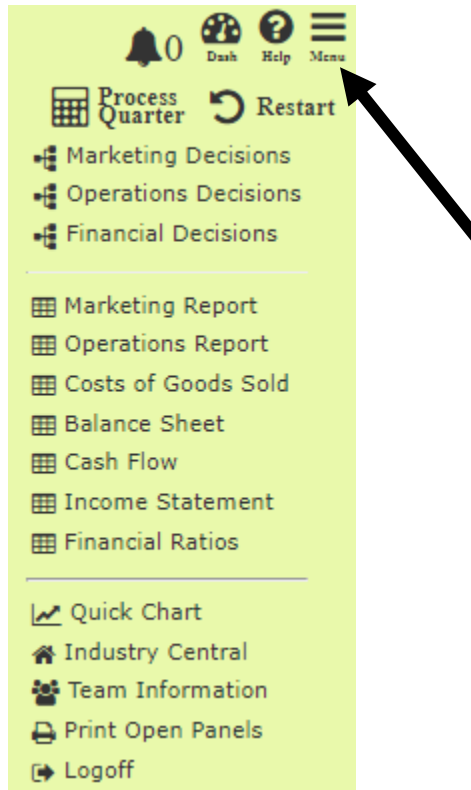 0
Dash Help Menu
Process Quarter Restart
Marketing Decisions
Operations Decisions
Financial Decisions
Marketing Report
Operations Report
Costs of Goods Sold
Balance Sheet
Cash Flow
Income Statement
Financial Ratios
Quick Chart
Industry Central
Team Information
Print Open Panels
Logoff